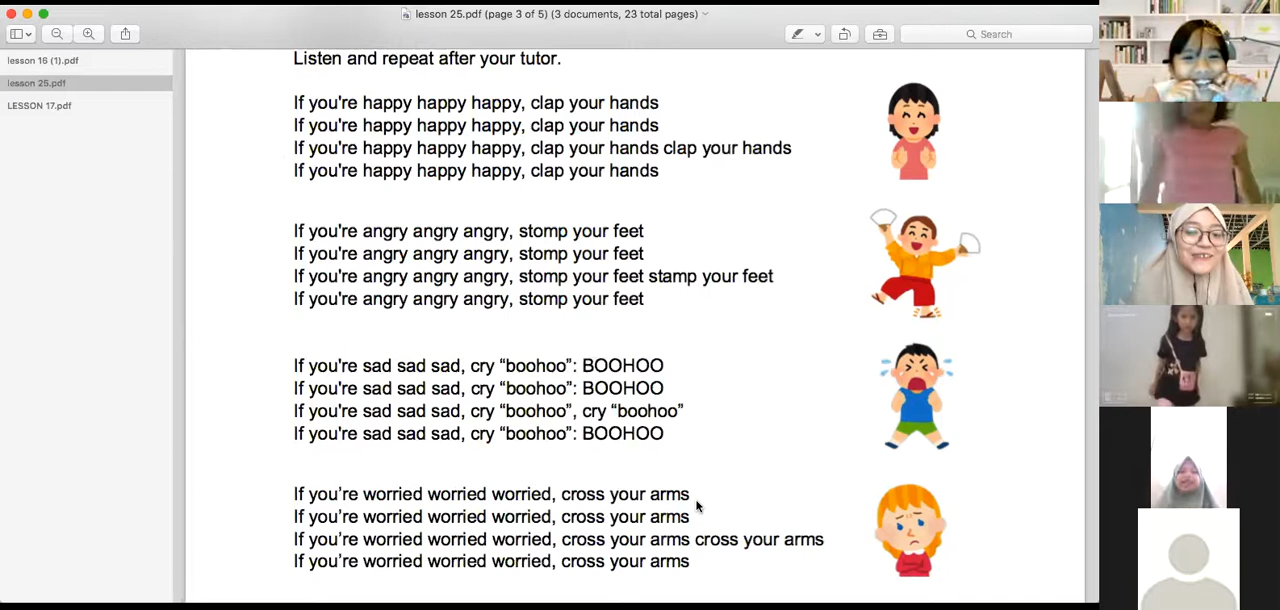 lesson 25.pdf (page 3 of 5) (3 documents, 23 total pages)
Search
lesson 16 (1).pdf
lesson 25.pdf
LESSON 17.pdf
Listen and repeat after your tutor.
If you're happy happy happy, clap your hands
If you're happy happy happy, clap your hands
If you're happy happy happy, clap your hands clap your hands
If you're happy happy happy, clap your hands
If you're angry angry angry, stomp your feet
If you're angry angry angry, stomp your feet
If you're angry angry angry, stomp your feet stamp your feet
If you're angry angry angry, stomp your feet
If you're sad sad sad, cry “boohoo”: BOOHOO
If you're sad sad sad, cry “boohoo”: BOOHOO
If you're sad sad sad, cry “boohoo”, cry “boohoo”
If you're sad sad sad, cry “boohoo”: BOOHOO
If you’re worried worried worried, cross your arms
If you’re worried worried worried, cross your arms
If you’re worried worried worried, cross your arms cross your arms
If you’re worried worried worried, cross your arms